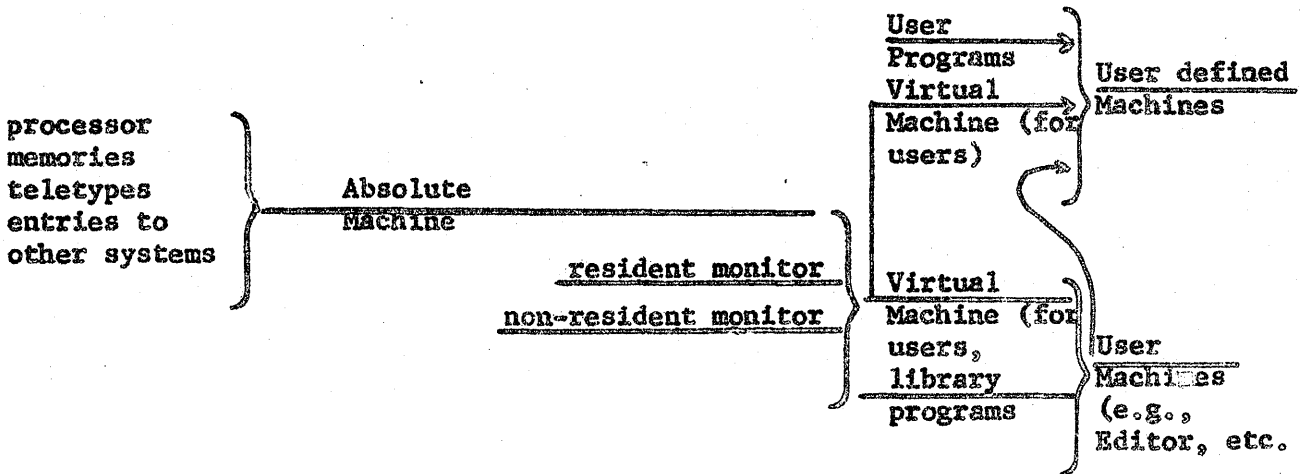 processor
memories
teletypes
entries to
other systems
Absolute
Machine
resident monitor
non-resident monitor
User
Programs
Virtual
Machine (for
users)
User defined
Machines
Virtual
Machine (for
users,
library
programs
User
Machines
(e.g.,
Editor, etc.